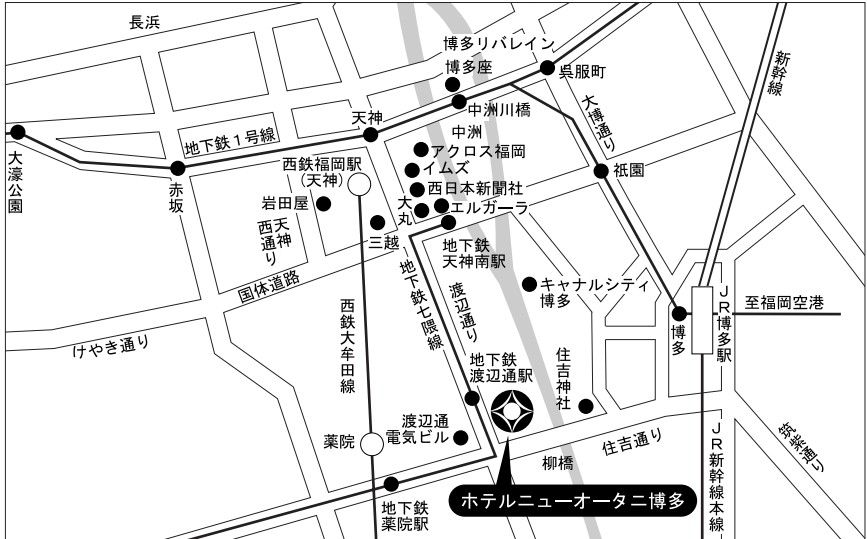 長浜
博多リバレイン
博多座
呉服町
新幹線
中洲川橋
大博通り
天神
中洲
地下鉄1号線
大濠公園
赤坂
アクロス福岡
イムズ
西鉄福岡駅
(天神)
西日本新聞社
祇園
岩田屋
大丸
エルガーラ
天神
西通り
三越
地下鉄
天神南駅
国体道路
地下鉄七隈線
渡辺通り
キャナルシティ
博多
JR博多駅
至福岡空港
けやき通り
西鉄大牟田線
博多
地下鉄
渡辺通駅
住吉神社
薬院
渡辺通
電気ビル
住吉通り
筑紫通り
柳橋
JR新幹線本線
ホテルニューオータニ博多
地下鉄
薬院駅